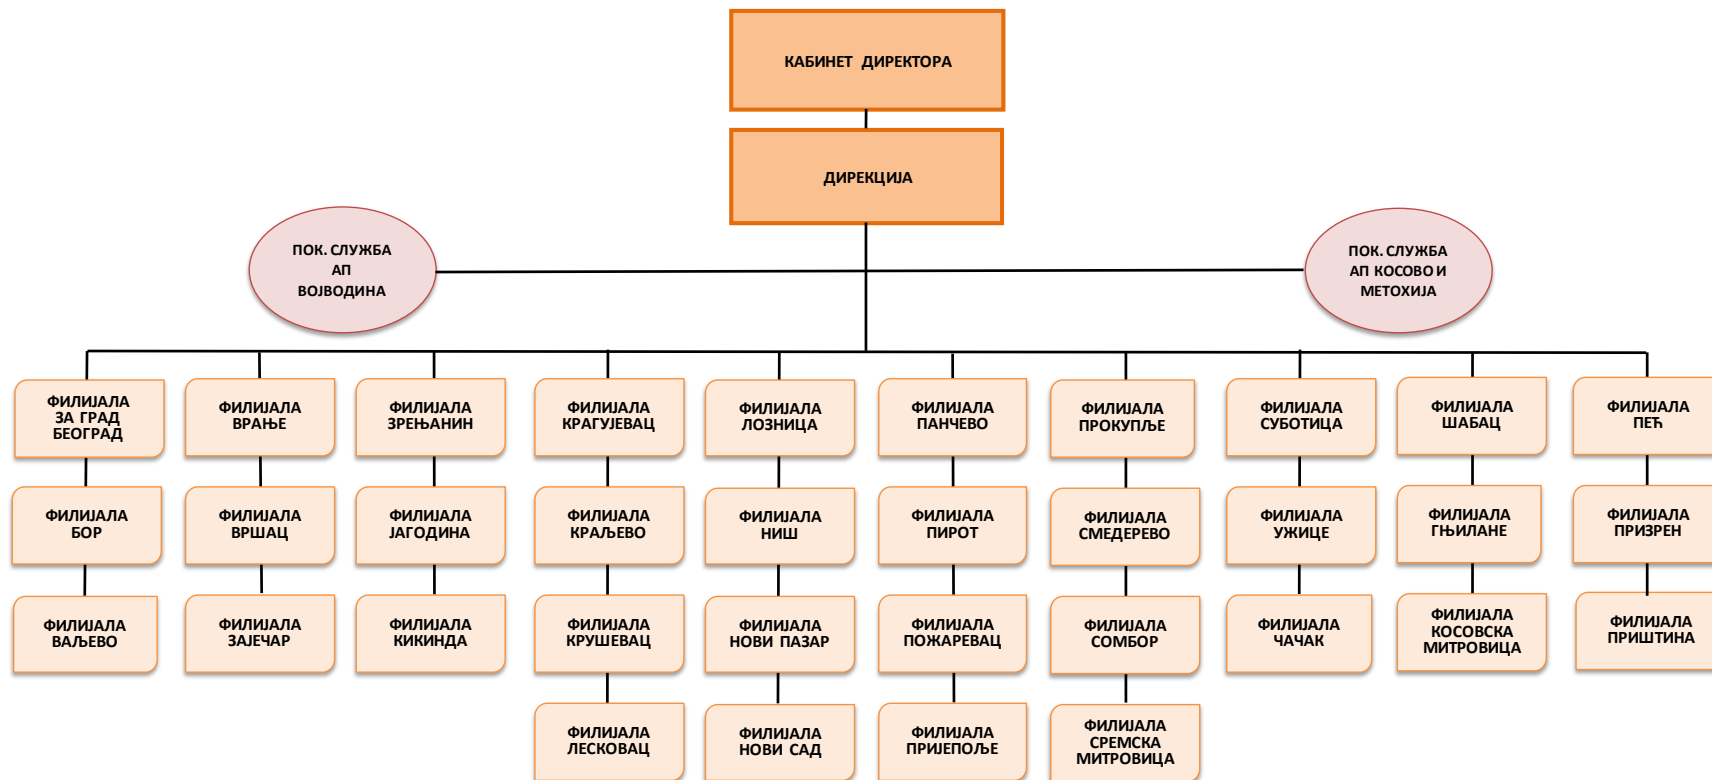 КАБИНЕТ ДИРЕКТОРА
ДИРЕКЦИЈА
ПОК. СЛУЖБА
АП
ВОЈВОДИНА
ПОК. СЛУЖБА
АП КОСОВО И
МЕТОХИЈА
ФИЛИЈАЛА
ЗА ГРАД
БЕОГРАД
ФИЛИЈАЛА
ВРАЊЕ
ФИЛИЈАЛА
ЗРЕЊАНИН
ФИЛИЈАЛА
КРАГУЈЕВАЦ
ФИЛИЈАЛА
ЛОЗНИЦА
ФИЛИЈАЛА
ПАНЧЕВО
ФИЛИЈАЛА
ПРОКУПЉЕ
ФИЛИЈАЛА
СУБОТИЦА
ФИЛИЈАЛА
ШАБАЦ
ФИЛИЈАЛА
ПЕЋ
ФИЛИЈАЛА
БОР
ФИЛИЈАЛА
ВРШАЦ
ФИЛИЈАЛА
ЈАГОДИНА
ФИЛИЈАЛА
КРАЉЕВО
ФИЛИЈАЛА
НИШ
ФИЛИЈАЛА
ПИРОТ
ФИЛИЈАЛА
СМЕДЕРЕВО
ФИЛИЈАЛА
УЖИЦЕ
ФИЛИЈАЛА
ГЊИЛАНЕ
ФИЛИЈАЛА
ПРИЗРЕН
ФИЛИЈАЛА
ВАЉЕВО
ФИЛИЈАЛА
ЗАЈЕЧАР
ФИЛИЈАЛА
КИКИНДА
ФИЛИЈАЛА
КРУШЕВАЦ
ФИЛИЈАЛА
НОВИ ПАЗАР
ФИЛИЈАЛА
ПОЖАРЕВАЦ
ФИЛИЈАЛА
СОМБОР
ФИЛИЈАЛА
ЧАЧАК
ФИЛИЈАЛА
КОСОВСКА
МИТРОВИЦА
ФИЛИЈАЛА
ПРИШТИНА
ФИЛИЈАЛА
ЛЕСКОВАЦ
ФИЛИЈАЛА
НОВИ САД
ФИЛИЈАЛА
ПРИЈЕПОЉЕ
ФИЛИЈАЛА
СРЕМСКА
МИТРОВИЦА